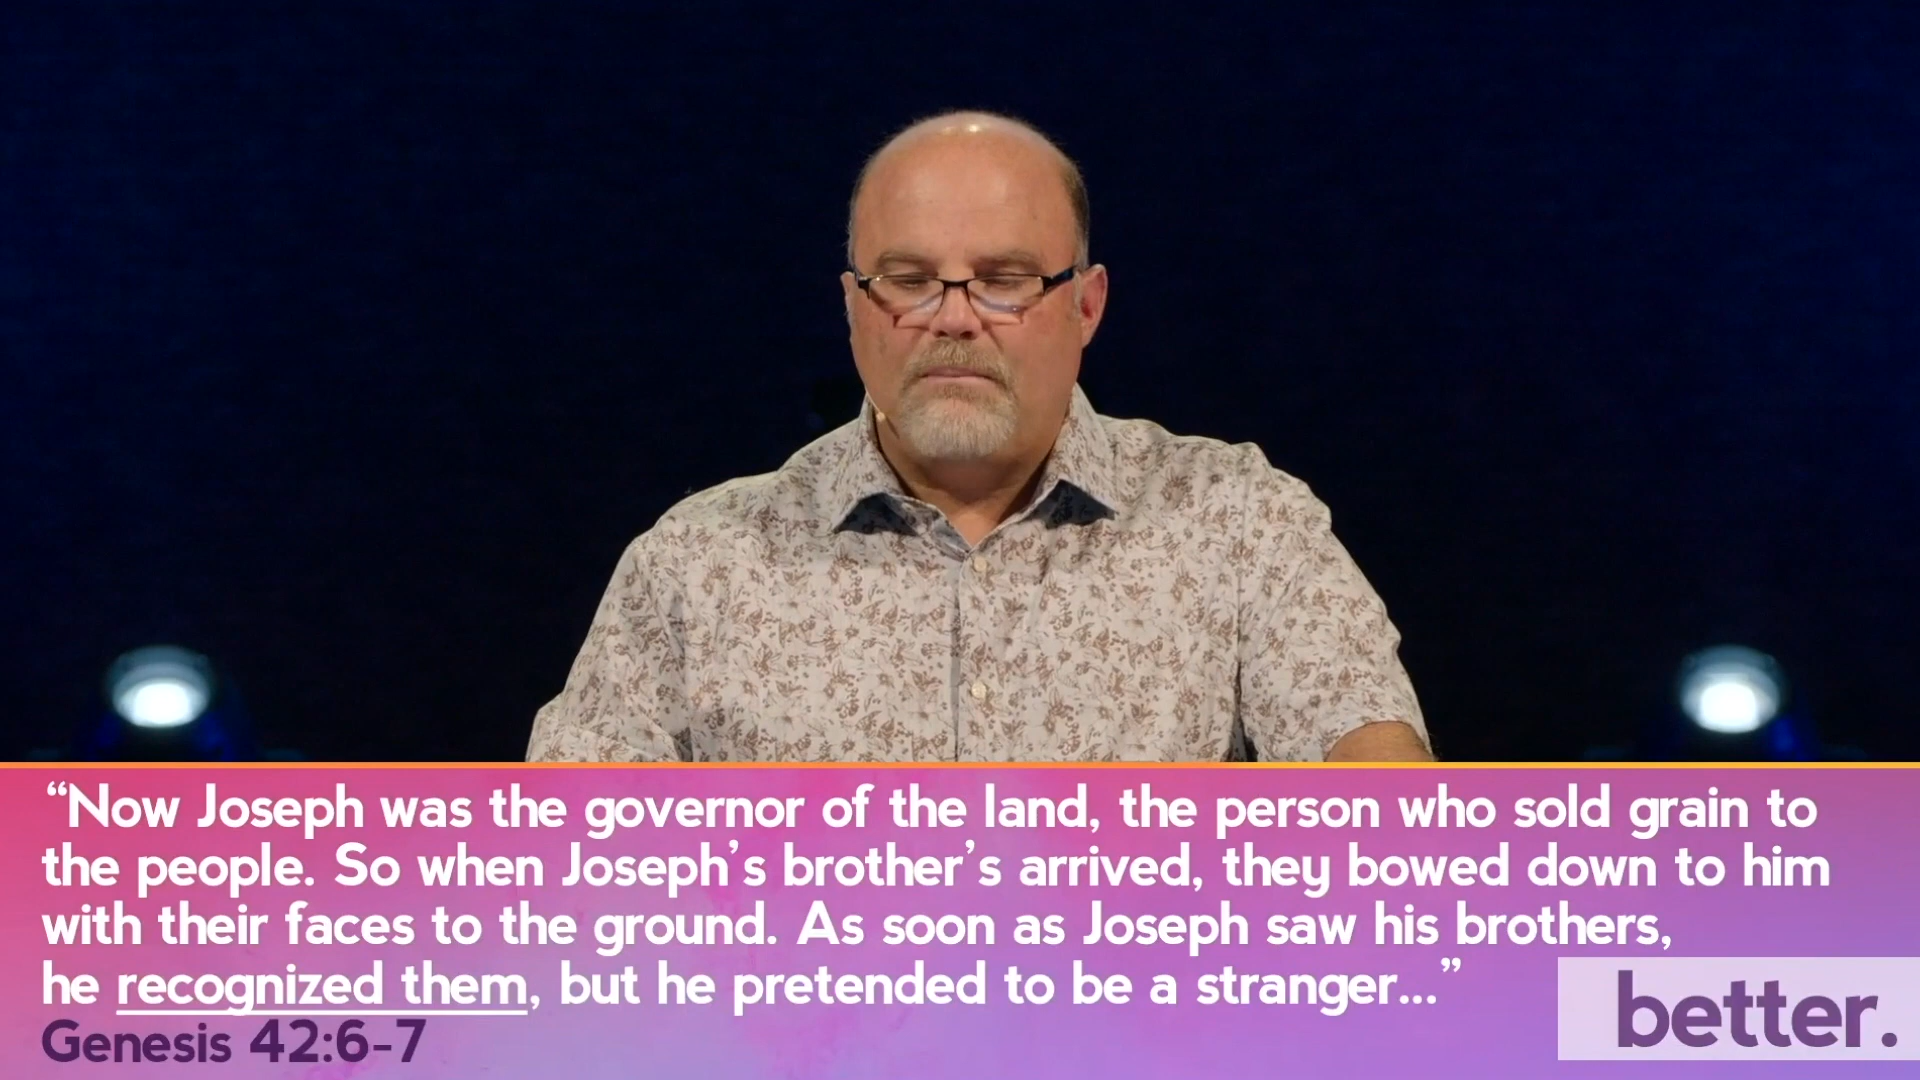 “Now Joseph was the governor of the land, the person who sold grain to
the people. So when Joseph’s brother’s arrived, they bowed down to him
with their faces to the ground. As soon as Joseph saw his brothers,
he recognized them, but he pretended to be a stranger...”
Genesis 42:6-7
better.